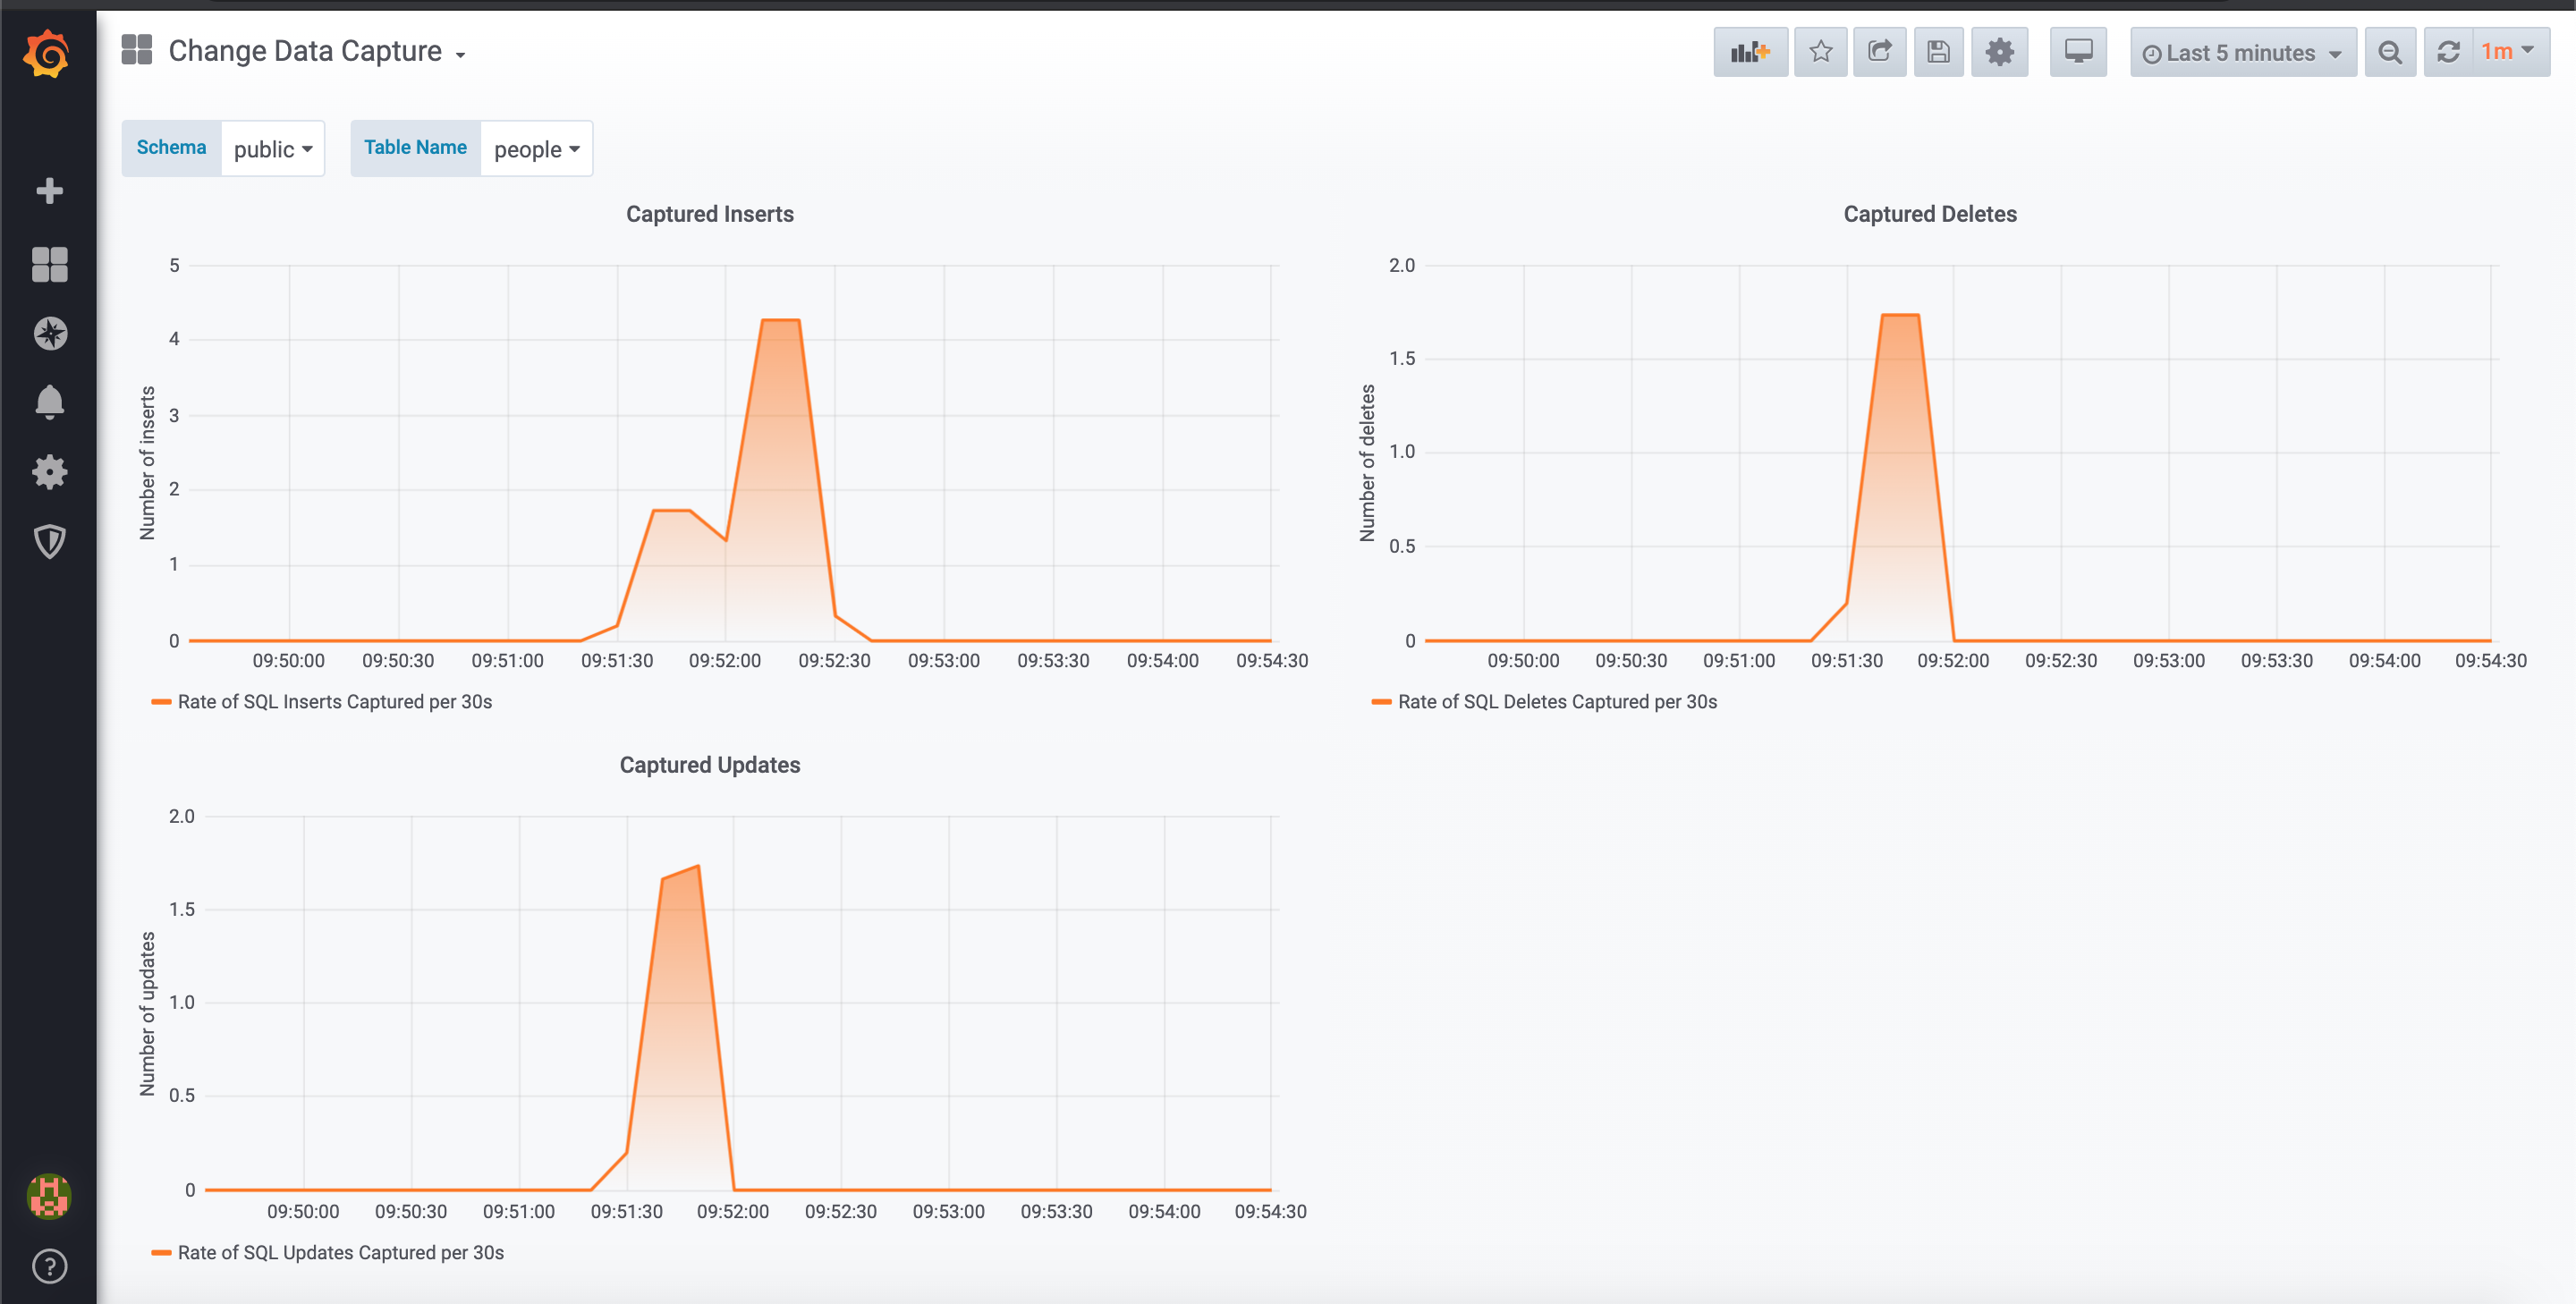 Change Data Capture
Last 5 minutes
1m
Schema
public
Table Name
people
Captured Inserts
Number of inserts
5
4
3
2
1
0
09:50:00 09:50:30 09:51:00 09:51:30 09:52:00 09:52:30 09:53:00 09:53:30 09:54:00 09:54:30
Rate of SQL Inserts Captured per 30s
Captured Deletes
Number of deletes
2.0
1.5
1.0
0.5
0
09:50:00 09:50:30 09:51:00 09:51:30 09:52:00 09:52:30 09:53:00 09:53:30 09:54:00 09:54:30
Rate of SQL Deletes Captured per 30s
Captured Updates
Number of updates
2.0
1.5
1.0
0.5
0
09:50:00 09:50:30 09:51:00 09:51:30 09:52:00 09:52:30 09:53:00 09:53:30 09:54:00 09:54:30
Rate of SQL Updates Captured per 30s
?